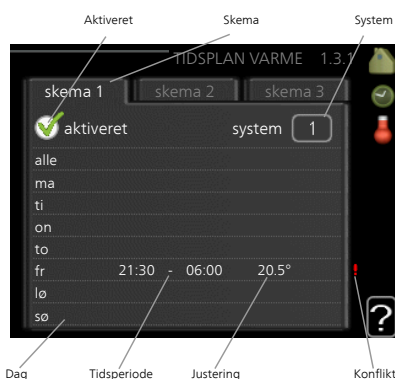 Aktiveret Skema System
TIDSPLAN VARME 1.3.1
skema 1 skema 2 skema 3
aktiveret system 1
alle
ma
ti
on
to
fr 21:30 - 06:00 20.5° !
lø
sø
?
Dag Tidsperiode Justering Konflikt